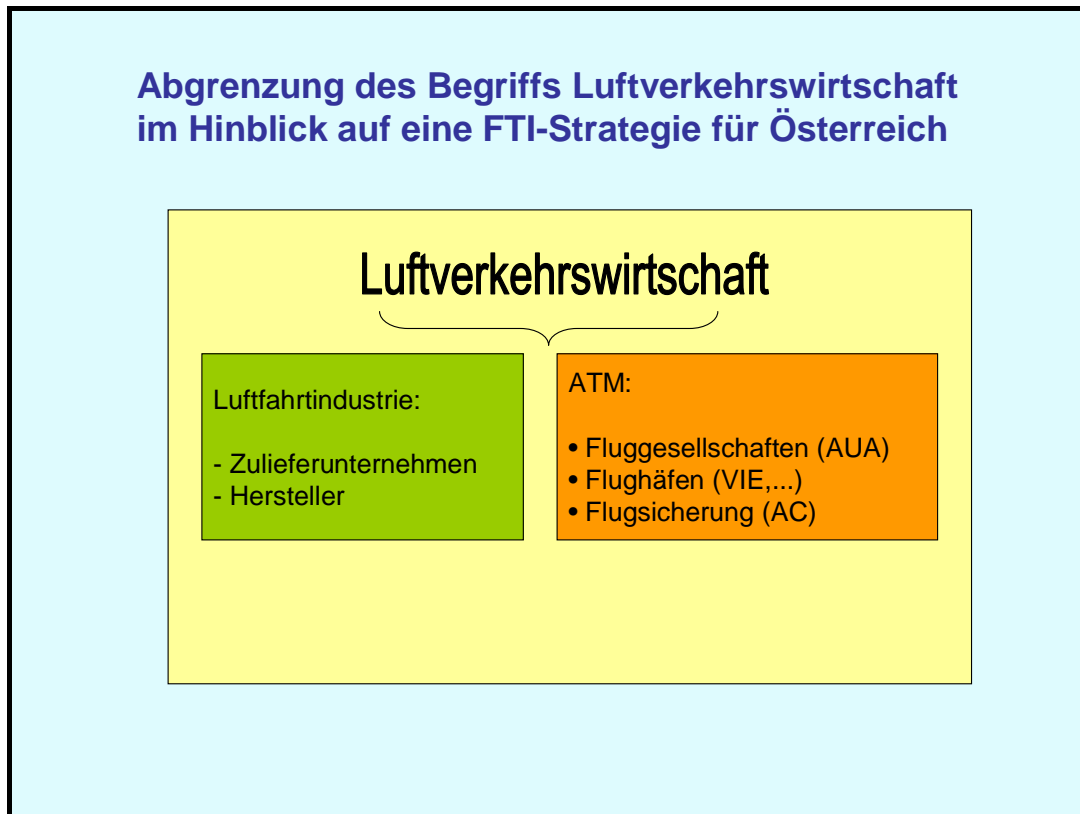 Abgrenzung des Begriffs Luftverkehrswirtschaft
im Hinblick auf eine FTI-Strategie für Österreich
Luftverkehrswirtschaft
Luftfahrtindustrie:
- Zulieferunternehmen
- Hersteller
ATM:
• Fluggesellschaften (AUA)
• Flughäfen (VIE,...)
• Flugsicherung (AC)